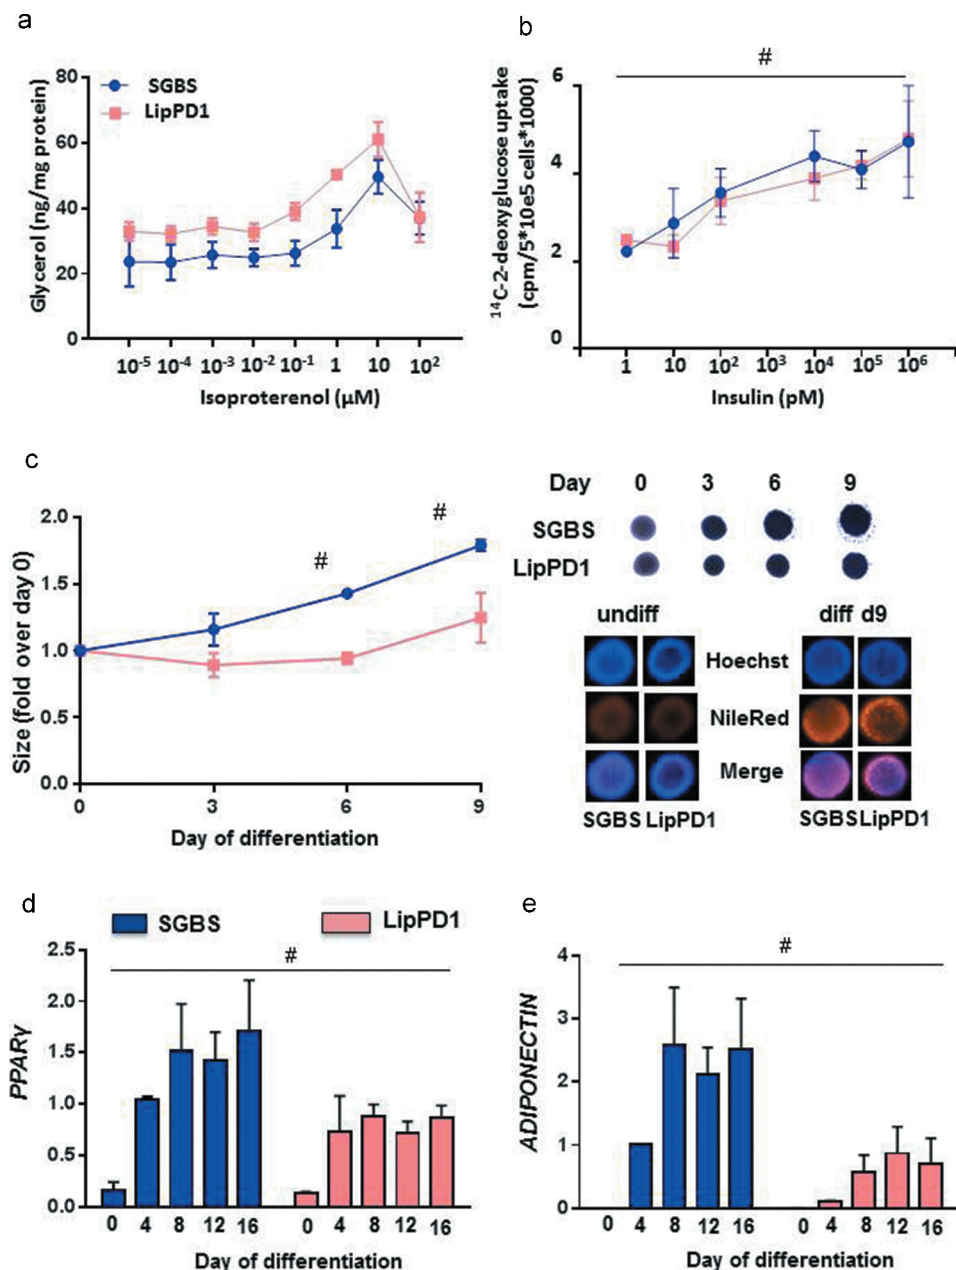 a
80
60
40
20
0
Glycerol (ng/mg protein)
SGBS
LipPD1
10⁻⁵ 10⁻⁴ 10⁻³ 10⁻² 10⁻¹ 1 10 10²
Isoproterenol (µM)
b
#
6
4
2
0
¹⁴C-2-deoxyglucose uptake
(cpm/5*10e5 cells*1000)
1 10 10² 10³ 10⁴ 10⁵ 10⁶
Insulin (pM)
c
2.0
1.5
1.0
0.5
0.0
Size (fold over day 0)
#
#
0 3 6 9
Day of differentiation
Day 0 3 6 9
SGBS
LipPD1
undiff diff d9
Hoechst
NileRed
Merge
SGBS LipPD1 SGBS LipPD1
d
SGBS LipPD1
#
2.5
2.0
1.5
1.0
0.5
0.0
PPARγ
0 4 8 12 16 0 4 8 12 16
Day of differentiation
e
#
4
3
2
1
0
ADIPONECTIN
0 4 8 12 16 0 4 8 12 16
Day of differentiation